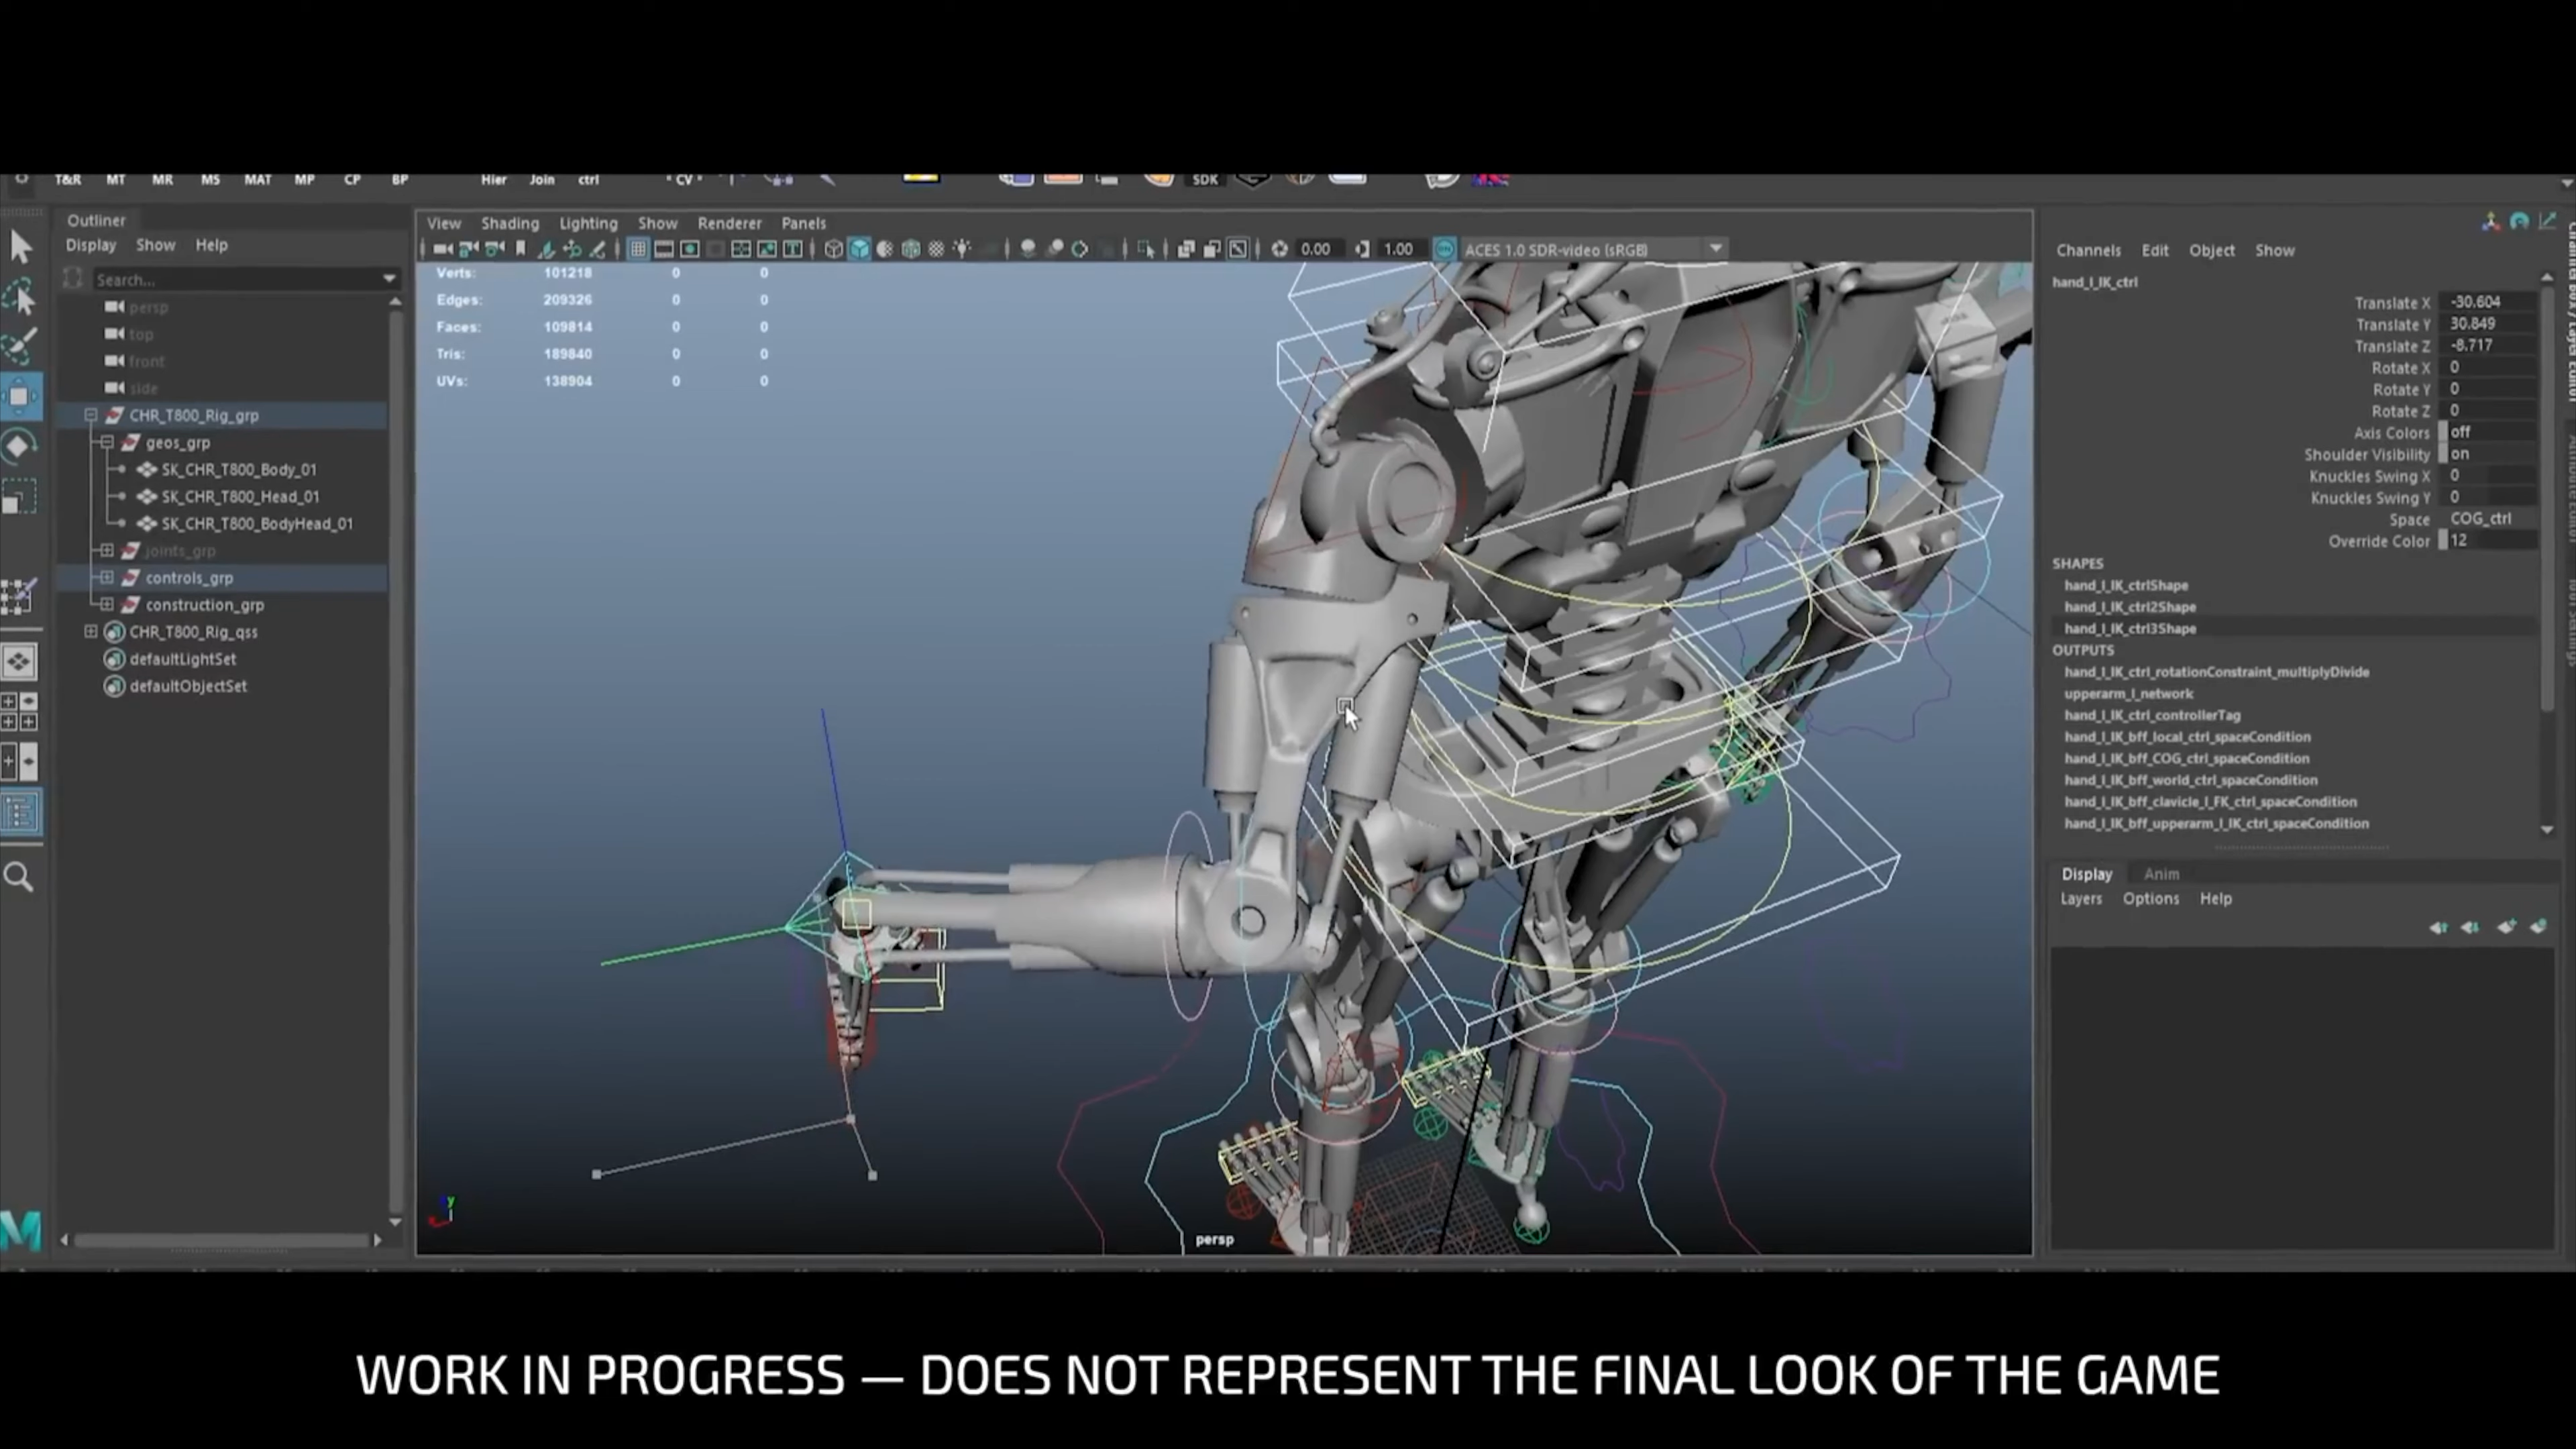 T&R MT MR MS MAT MP CP BP Hier Join ctrl * CV * SDK
Outliner
Display Show Help
Search...
persp
top
front
side
CHR_T800_Rig_grp
geos_grp
SK_CHR_T800_Body_01
SK_CHR_T800_Head_01
SK_CHR_T800_BodyHead_01
joints_grp
controls_grp
construction_grp
CHR_T800_Rig_qss
defaultLightSet
defaultObjectSet
View Shading Lighting Show Renderer Panels
0.00 1.00 ACES 1.0 SDR-video (sRGB)
Verts: 101218 0 0
Edges: 209326 0 0
Faces: 109814 0 0
Tris: 189840 0 0
UVs: 138904 0 0
y
persp
Channels Edit Object Show
hand_l_IK_ctrl
Translate X -30.604
Translate Y 30.849
Translate Z -8.717
Rotate X 0
Rotate Y 0
Rotate Z 0
Axis Colors off
Shoulder Visibility on
Knuckles Swing X 0
Knuckles Swing Y 0
Space COG_ctrl
Override Color 12
SHAPES
hand_l_IK_ctrlShape
hand_l_IK_ctrl2Shape
hand_l_IK_ctrl3Shape
OUTPUTS
hand_l_IK_ctrl_rotationConstraint_multiplyDivide
upperarm_l_network
hand_l_IK_ctrl_controllerTag
hand_l_IK_bff_local_ctrl_spaceCondition
hand_l_IK_bff_COG_ctrl_spaceCondition
hand_l_IK_bff_world_ctrl_spaceCondition
hand_l_IK_bff_clavicle_l_FK_ctrl_spaceCondition
hand_l_IK_bff_upperarm_l_IK_ctrl_spaceCondition
Display Anim
Layers Options Help
M
WORK IN PROGRESS — DOES NOT REPRESENT THE FINAL LOOK OF THE GAME